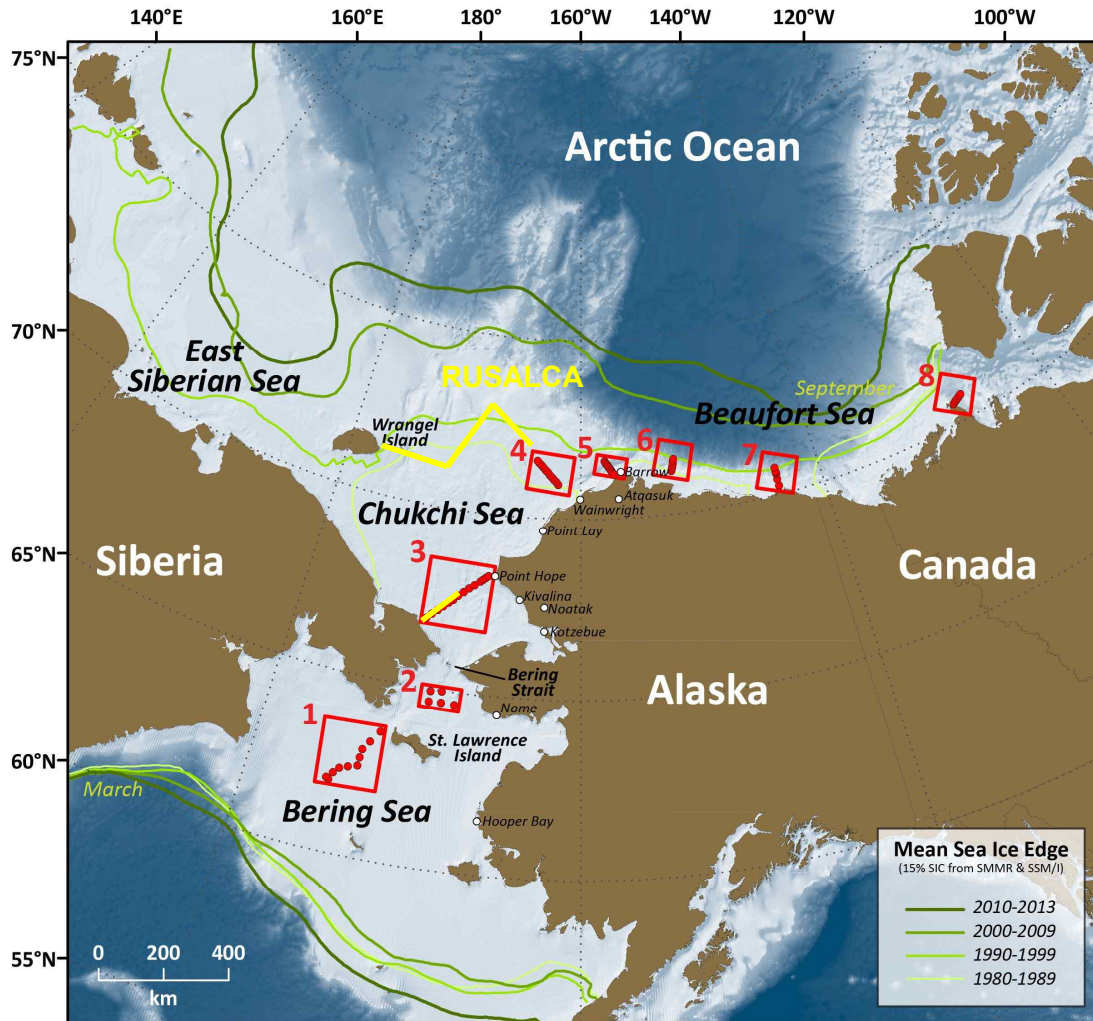 140°E 160°E 180° 160°W 140°W 120°W 100°W
75°N
Arctic Ocean
70°N
East
Siberian Sea
RUSALCA
September
8
Beaufort Sea
Wrangel
Island
4
5
6
7
Barrow
Atqasuk
Wainwright
Chukchi Sea
Point Lay
65°N
Siberia
3
Canada
Point Hope
Kivalina
Noatak
Kotzebue
Bering
Strait
Alaska
2
Nome
1
St. Lawrence
Island
60°N
March
Bering Sea
Hooper Bay
Mean Sea Ice Edge
(15% SIC from SMMR & SSM/I)
2010-2013
2000-2009
1990-1999
1980-1989
55°N
0 200 400
km